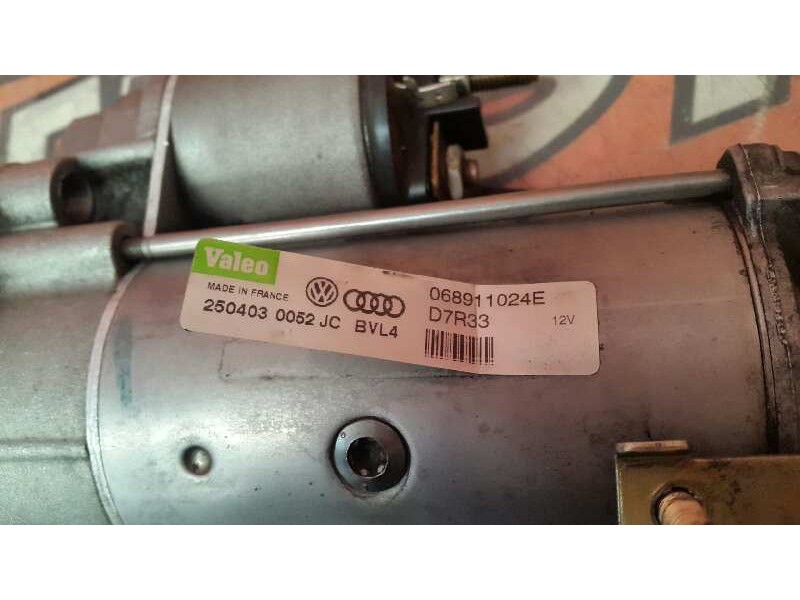 Valeo
MADE IN FRANCE
250403 0052 JC BVL4
068911024E
D7R33
12V